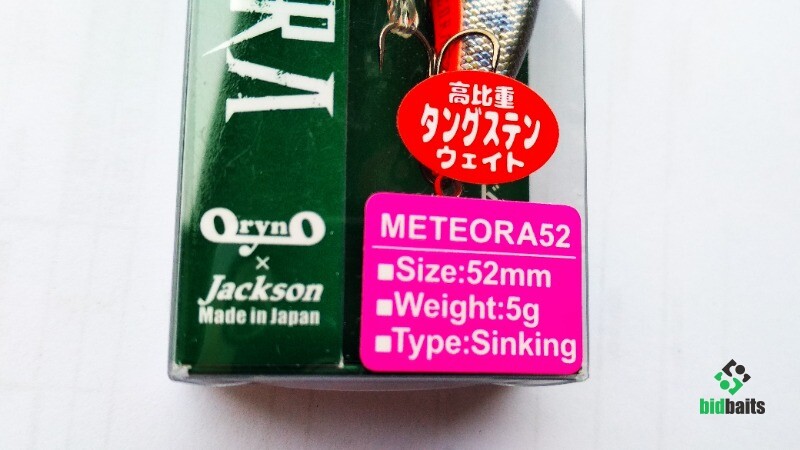 RA
高比重
タングステン
ウェイト
METEORA52
■Size:52mm
■Weight:5g
■Type:Sinking
OrynO
×
Jackson
Made in Japan
bidbaits